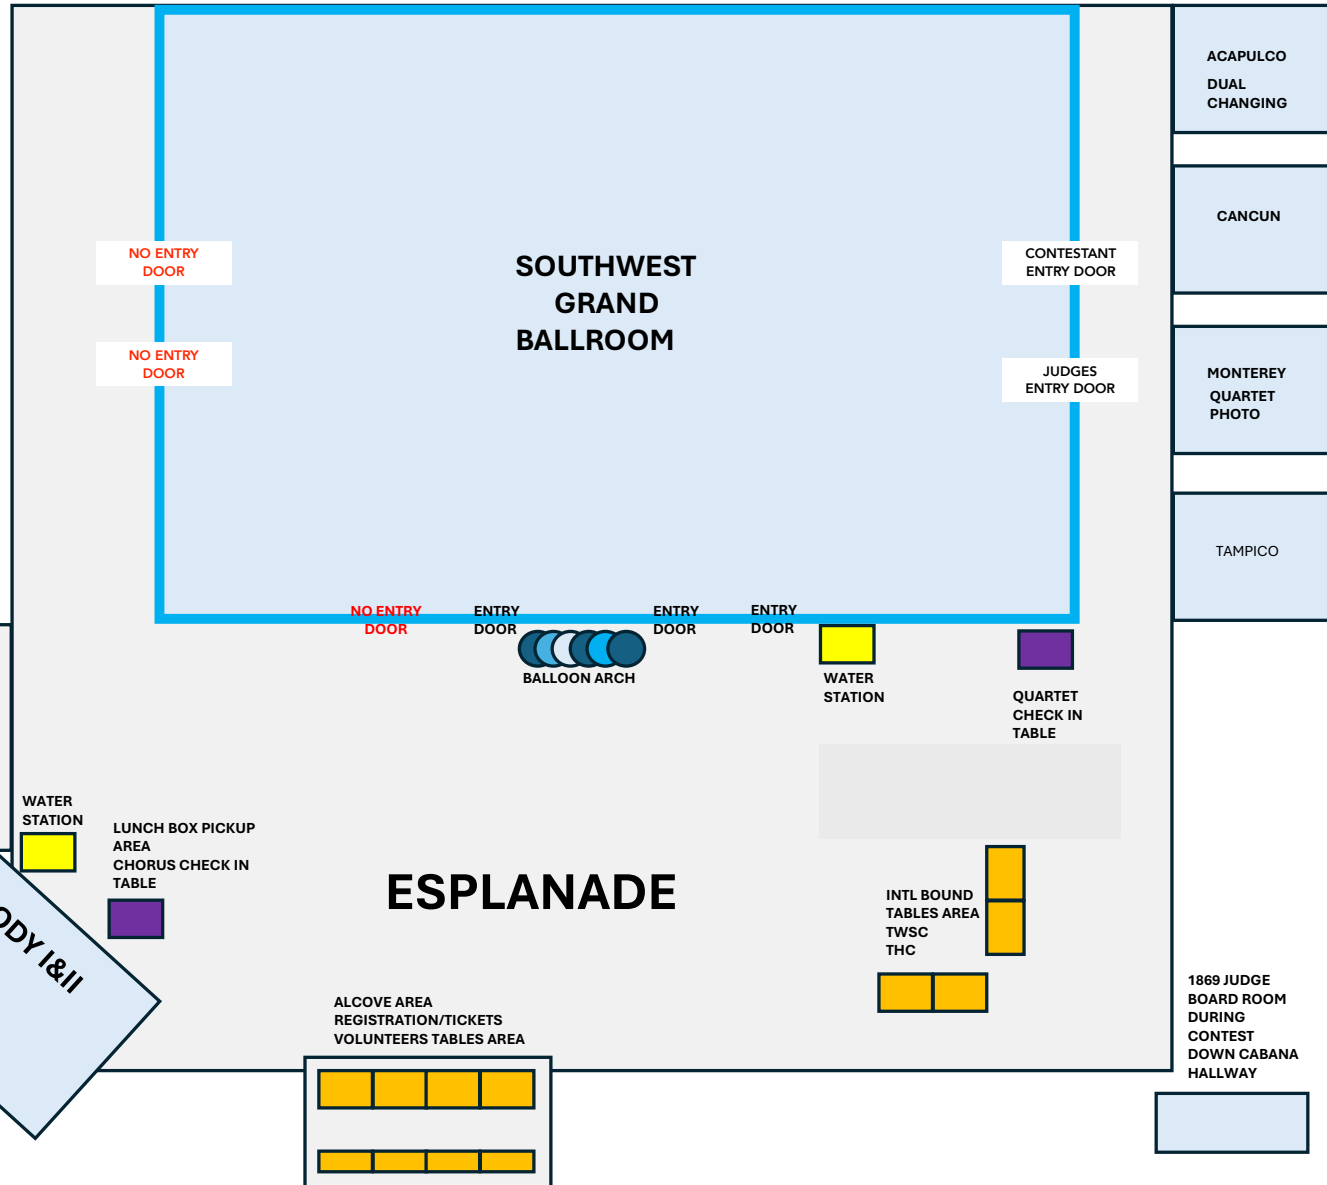 ACAPULCO
DUAL
CHANGING
CANCUN
NO ENTRY
DOOR
SOUTHWEST
GRAND
BALLROOM
CONTESTANT
ENTRY DOOR
NO ENTRY
DOOR
JUDGES
ENTRY DOOR
MONTEREY
QUARTET
PHOTO
TAMPICO
NO ENTRY
DOOR
ENTRY
DOOR
ENTRY
DOOR
ENTRY
DOOR
BALLOON ARCH
WATER
STATION
QUARTET
CHECK IN
TABLE
WATER
STATION
LUNCH BOX PICKUP
AREA
CHORUS CHECK IN
TABLE
ESPLANADE
INTL BOUND
TABLES AREA
TWSC
THC
ODY I&II
ALCOVE AREA
REGISTRATION/TICKETS
VOLUNTEERS TABLES AREA
1869 JUDGE
BOARD ROOM
DURING
CONTEST
DOWN CABANA
HALLWAY